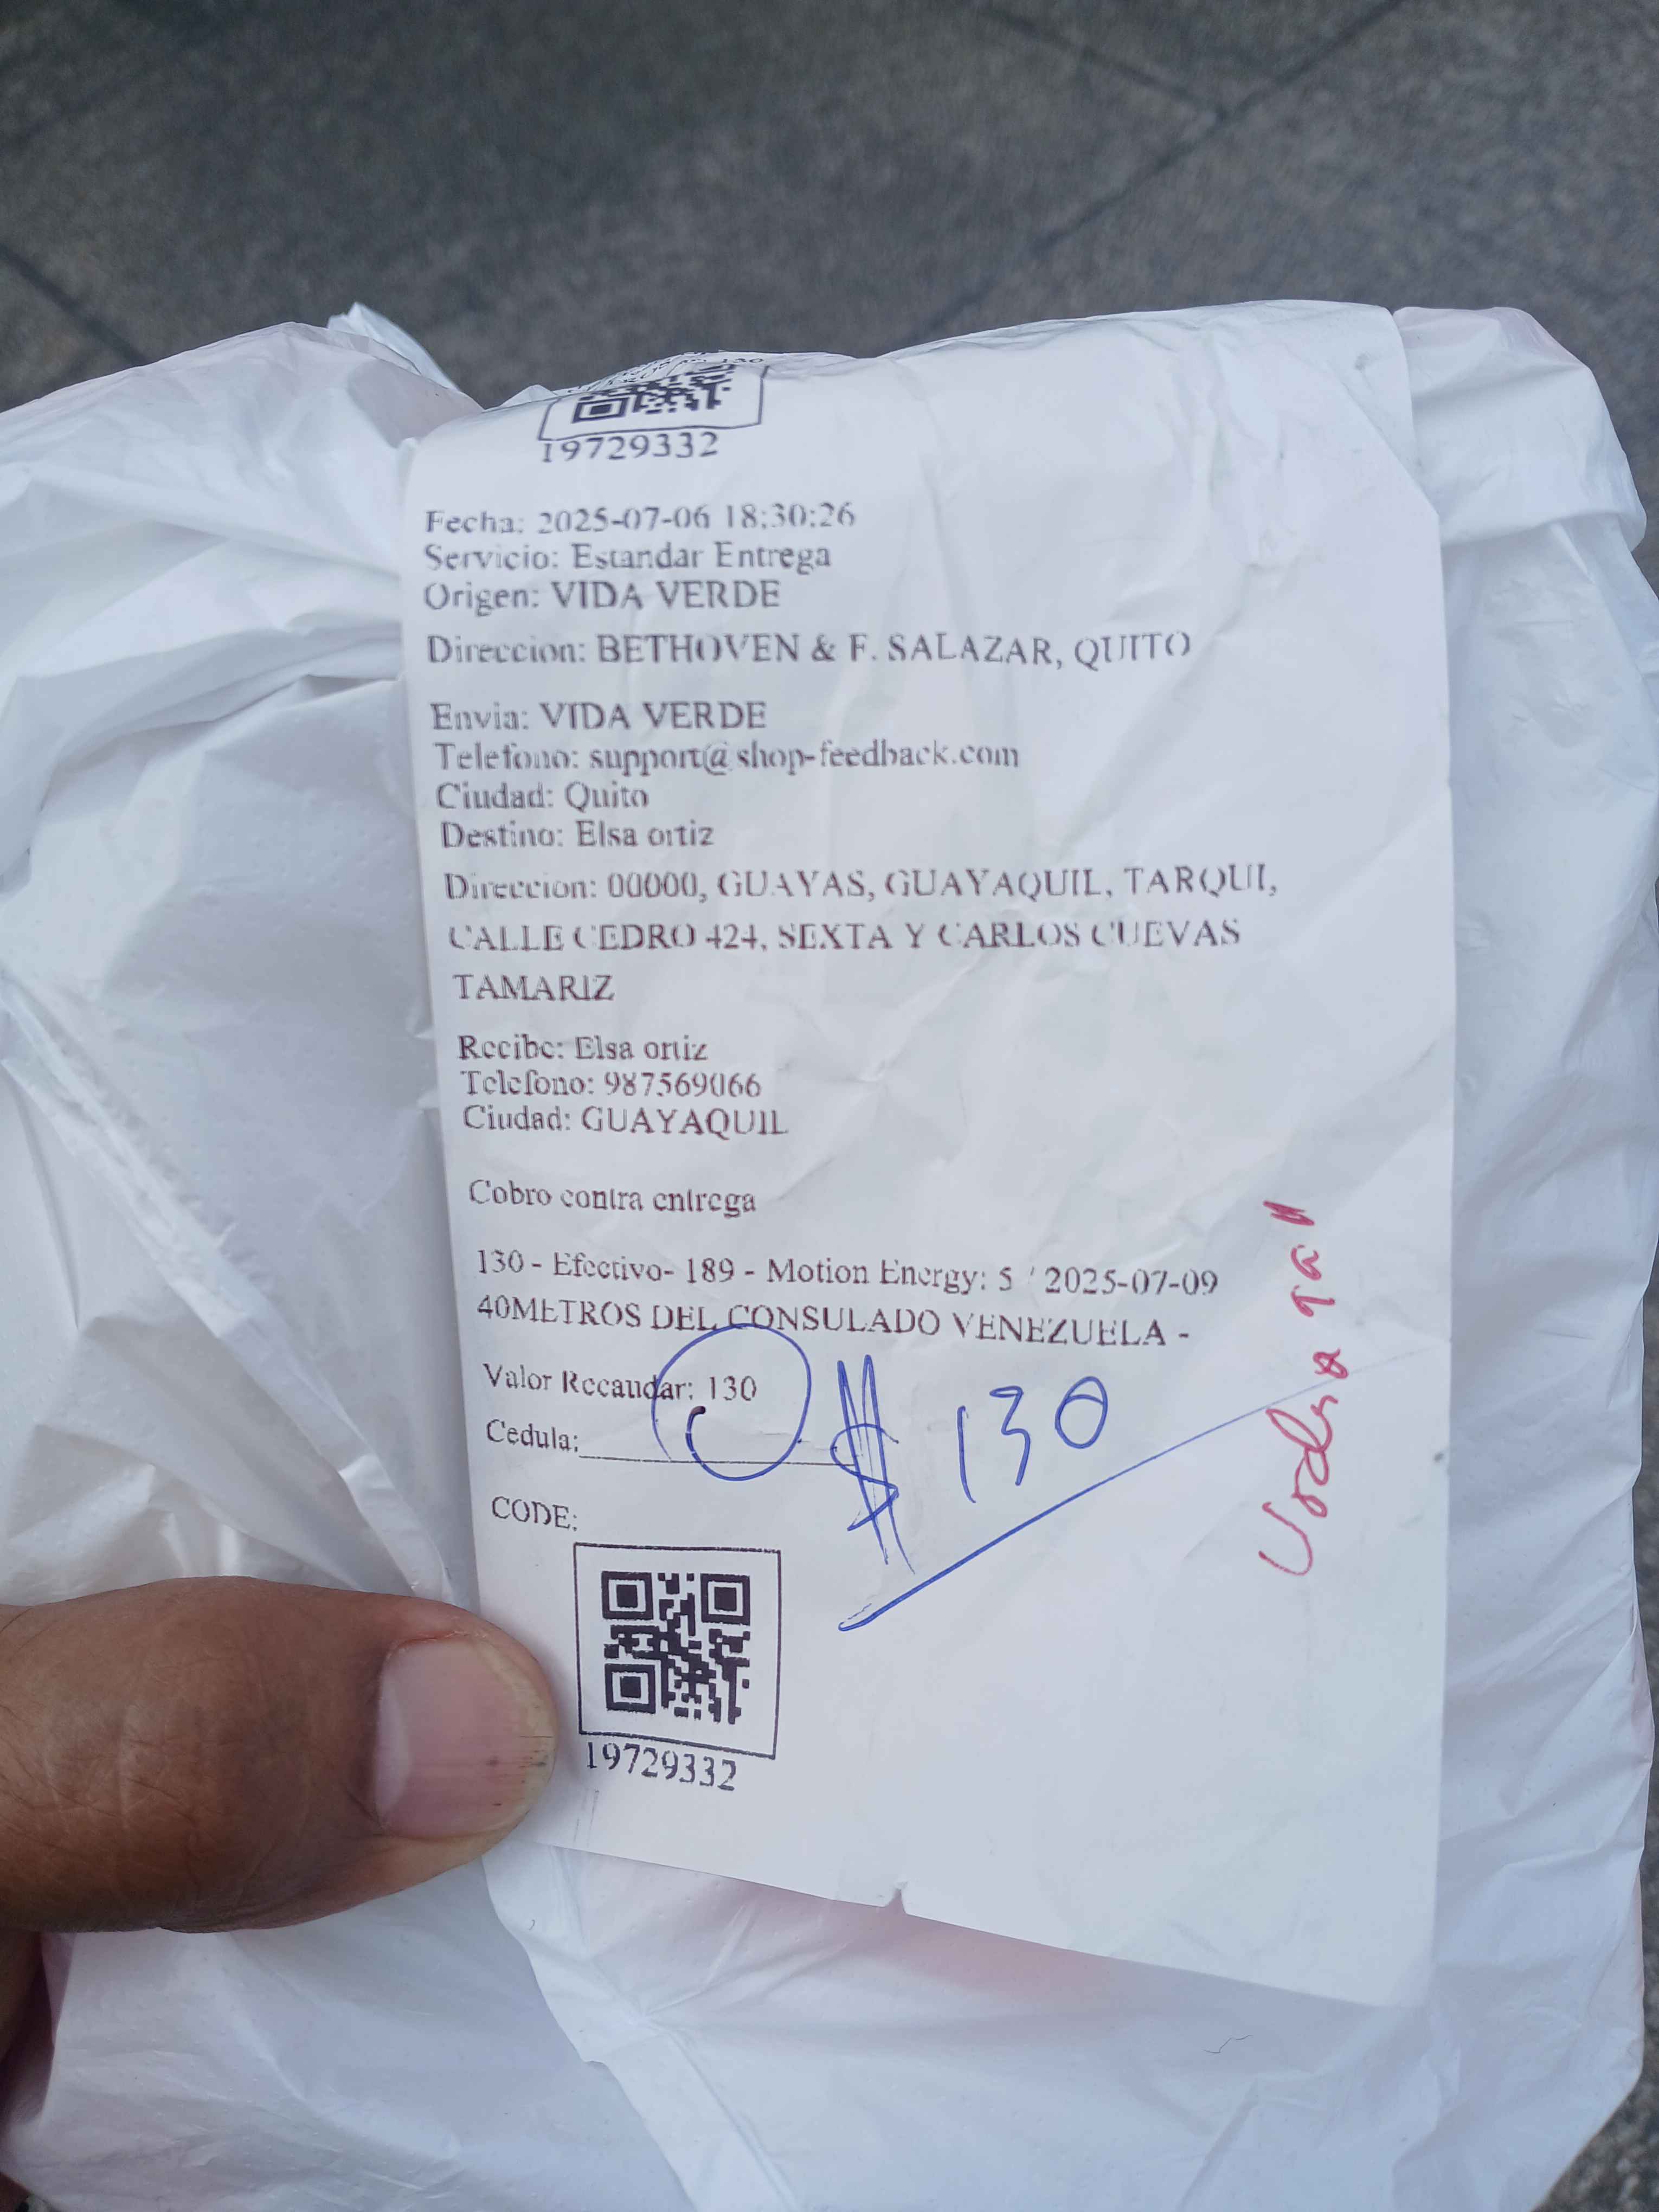 19729332
Fecha: 2025-07-06 18:30:26
Servicio: Estandar Entrega
Origen: VIDA VERDE
Direccion: BETHOVEN & F. SALAZAR, QUITO
Envia: VIDA VERDE
Telefono: support@shop-feedback.com
Ciudad: Quito
Destino: Elsa ortiz
Direccion: 00000, GUAYAS, GUAYAQUIL, TARQUI,
CALLE CEDRO 424, SEXTA Y CARLOS CUEVAS
TAMARIZ
Recibe: Elsa ortiz
Telefono: 987569066
Ciudad: GUAYAQUIL
Cobro contra entrega
130 - Efectivo- 189 - Motion Energy: 5 / 2025-07-09
40METROS DEL CONSULADO VENEZUELA -
Valor Recaudar: 130
$ 130
Cedula:
CODE:
19729332